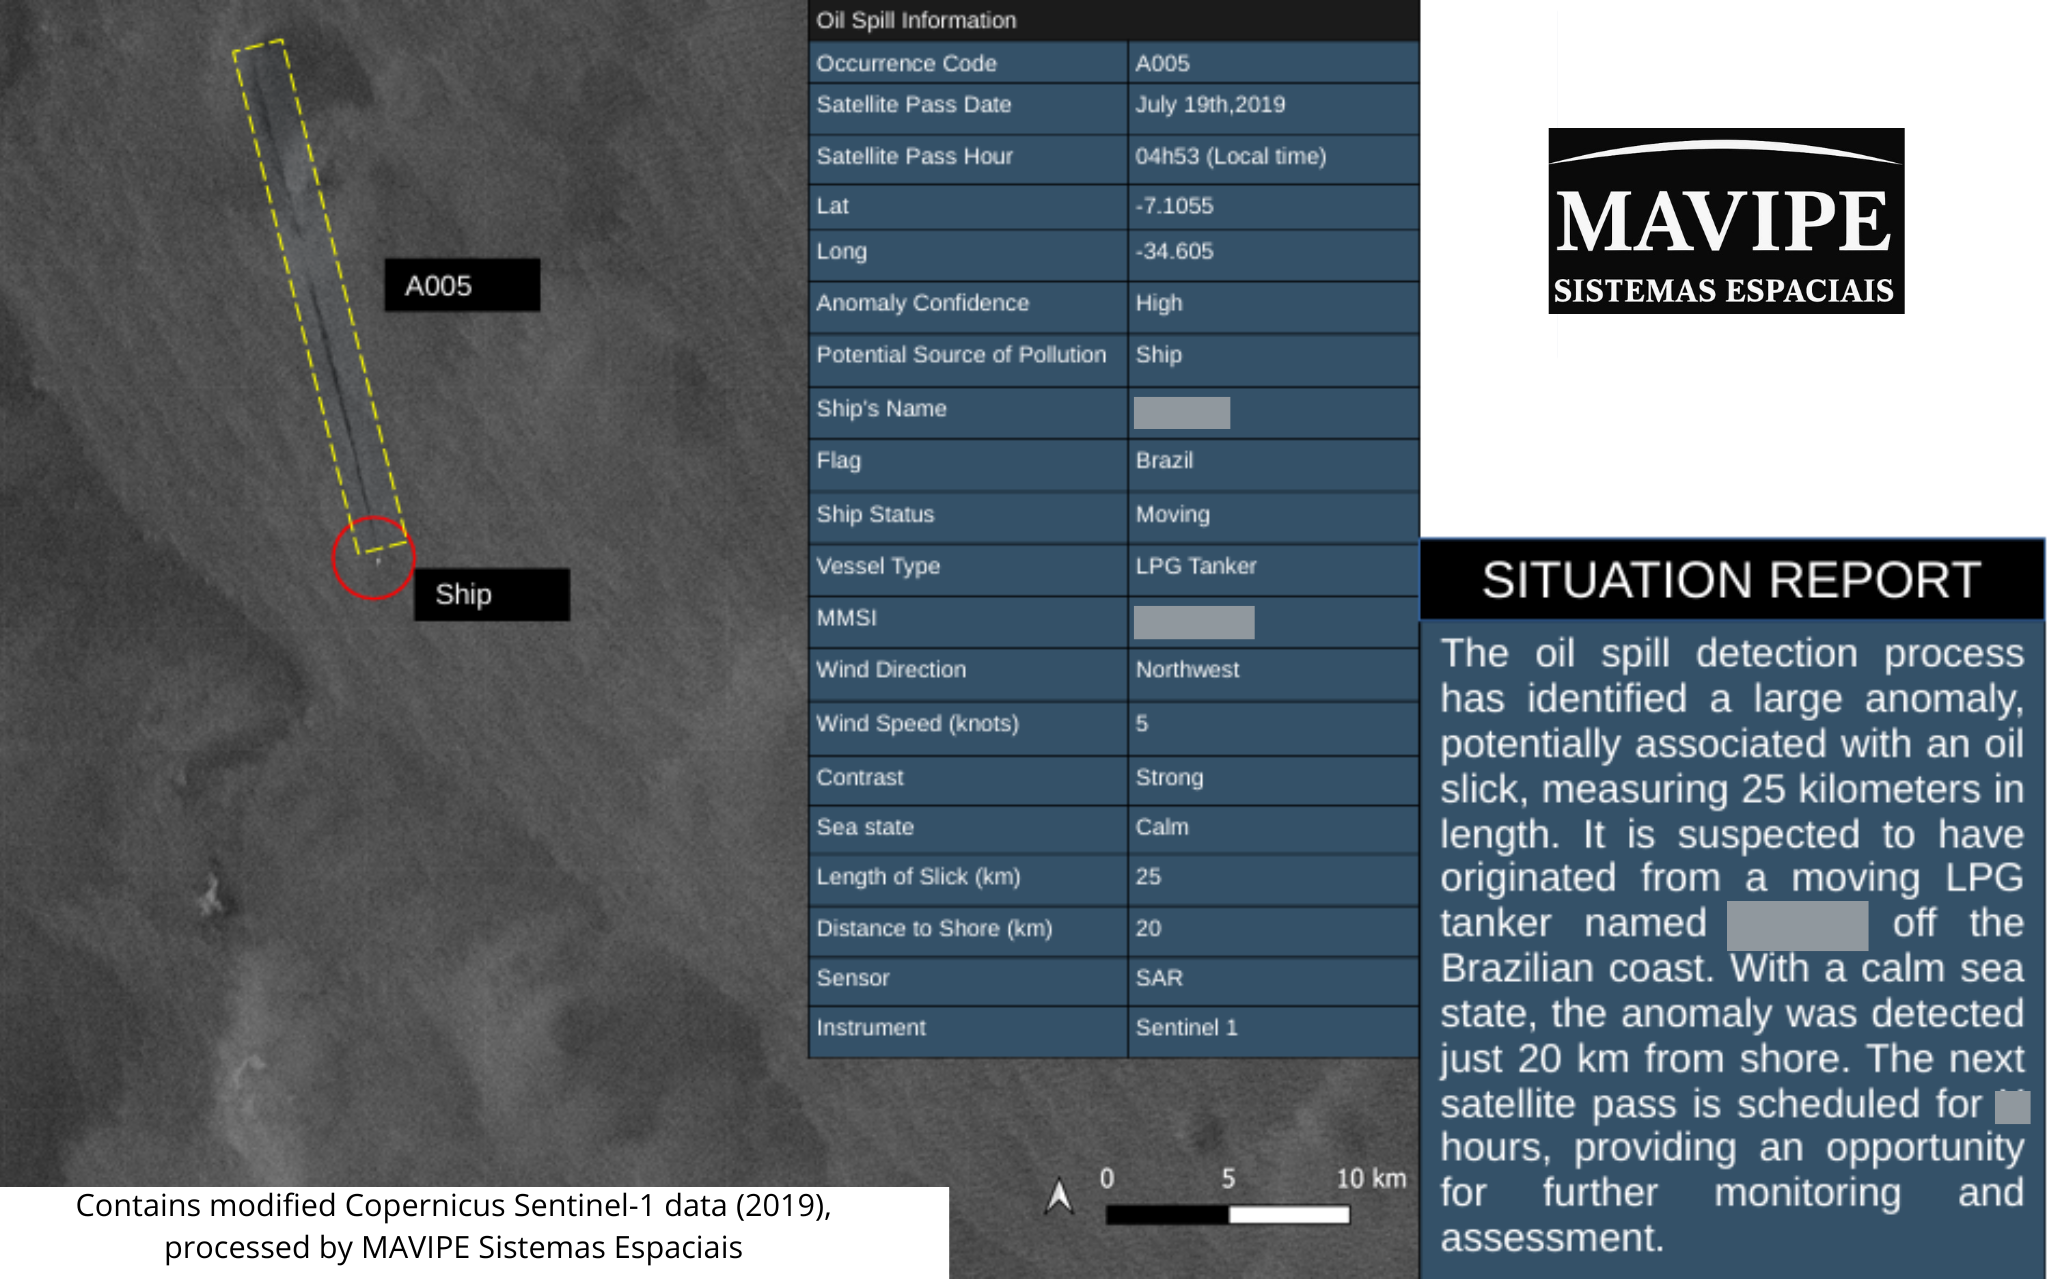 A005
Ship
Oil Spill Information
Occurrence Code A005
Satellite Pass Date July 19th,2019
Satellite Pass Hour 04h53 (Local time)
Lat -7.1055
Long -34.605
Anomaly Confidence High
Potential Source of Pollution Ship
Ship's Name
Flag Brazil
Ship Status Moving
Vessel Type LPG Tanker
MMSI
Wind Direction Northwest
Wind Speed (knots) 5
Contrast Strong
Sea state Calm
Length of Slick (km) 25
Distance to Shore (km) 20
Sensor SAR
Instrument Sentinel 1
0 5 10 km
Contains modified Copernicus Sentinel-1 data (2019),
processed by MAVIPE Sistemas Espaciais
MAVIPE
SISTEMAS ESPACIAIS
SITUATION REPORT
The oil spill detection process
has identified a large anomaly,
potentially associated with an oil
slick, measuring 25 kilometers in
length. It is suspected to have
originated from a moving LPG
tanker named off the
Brazilian coast. With a calm sea
state, the anomaly was detected
just 20 km from shore. The next
satellite pass is scheduled for
hours, providing an opportunity
for further monitoring and
assessment.